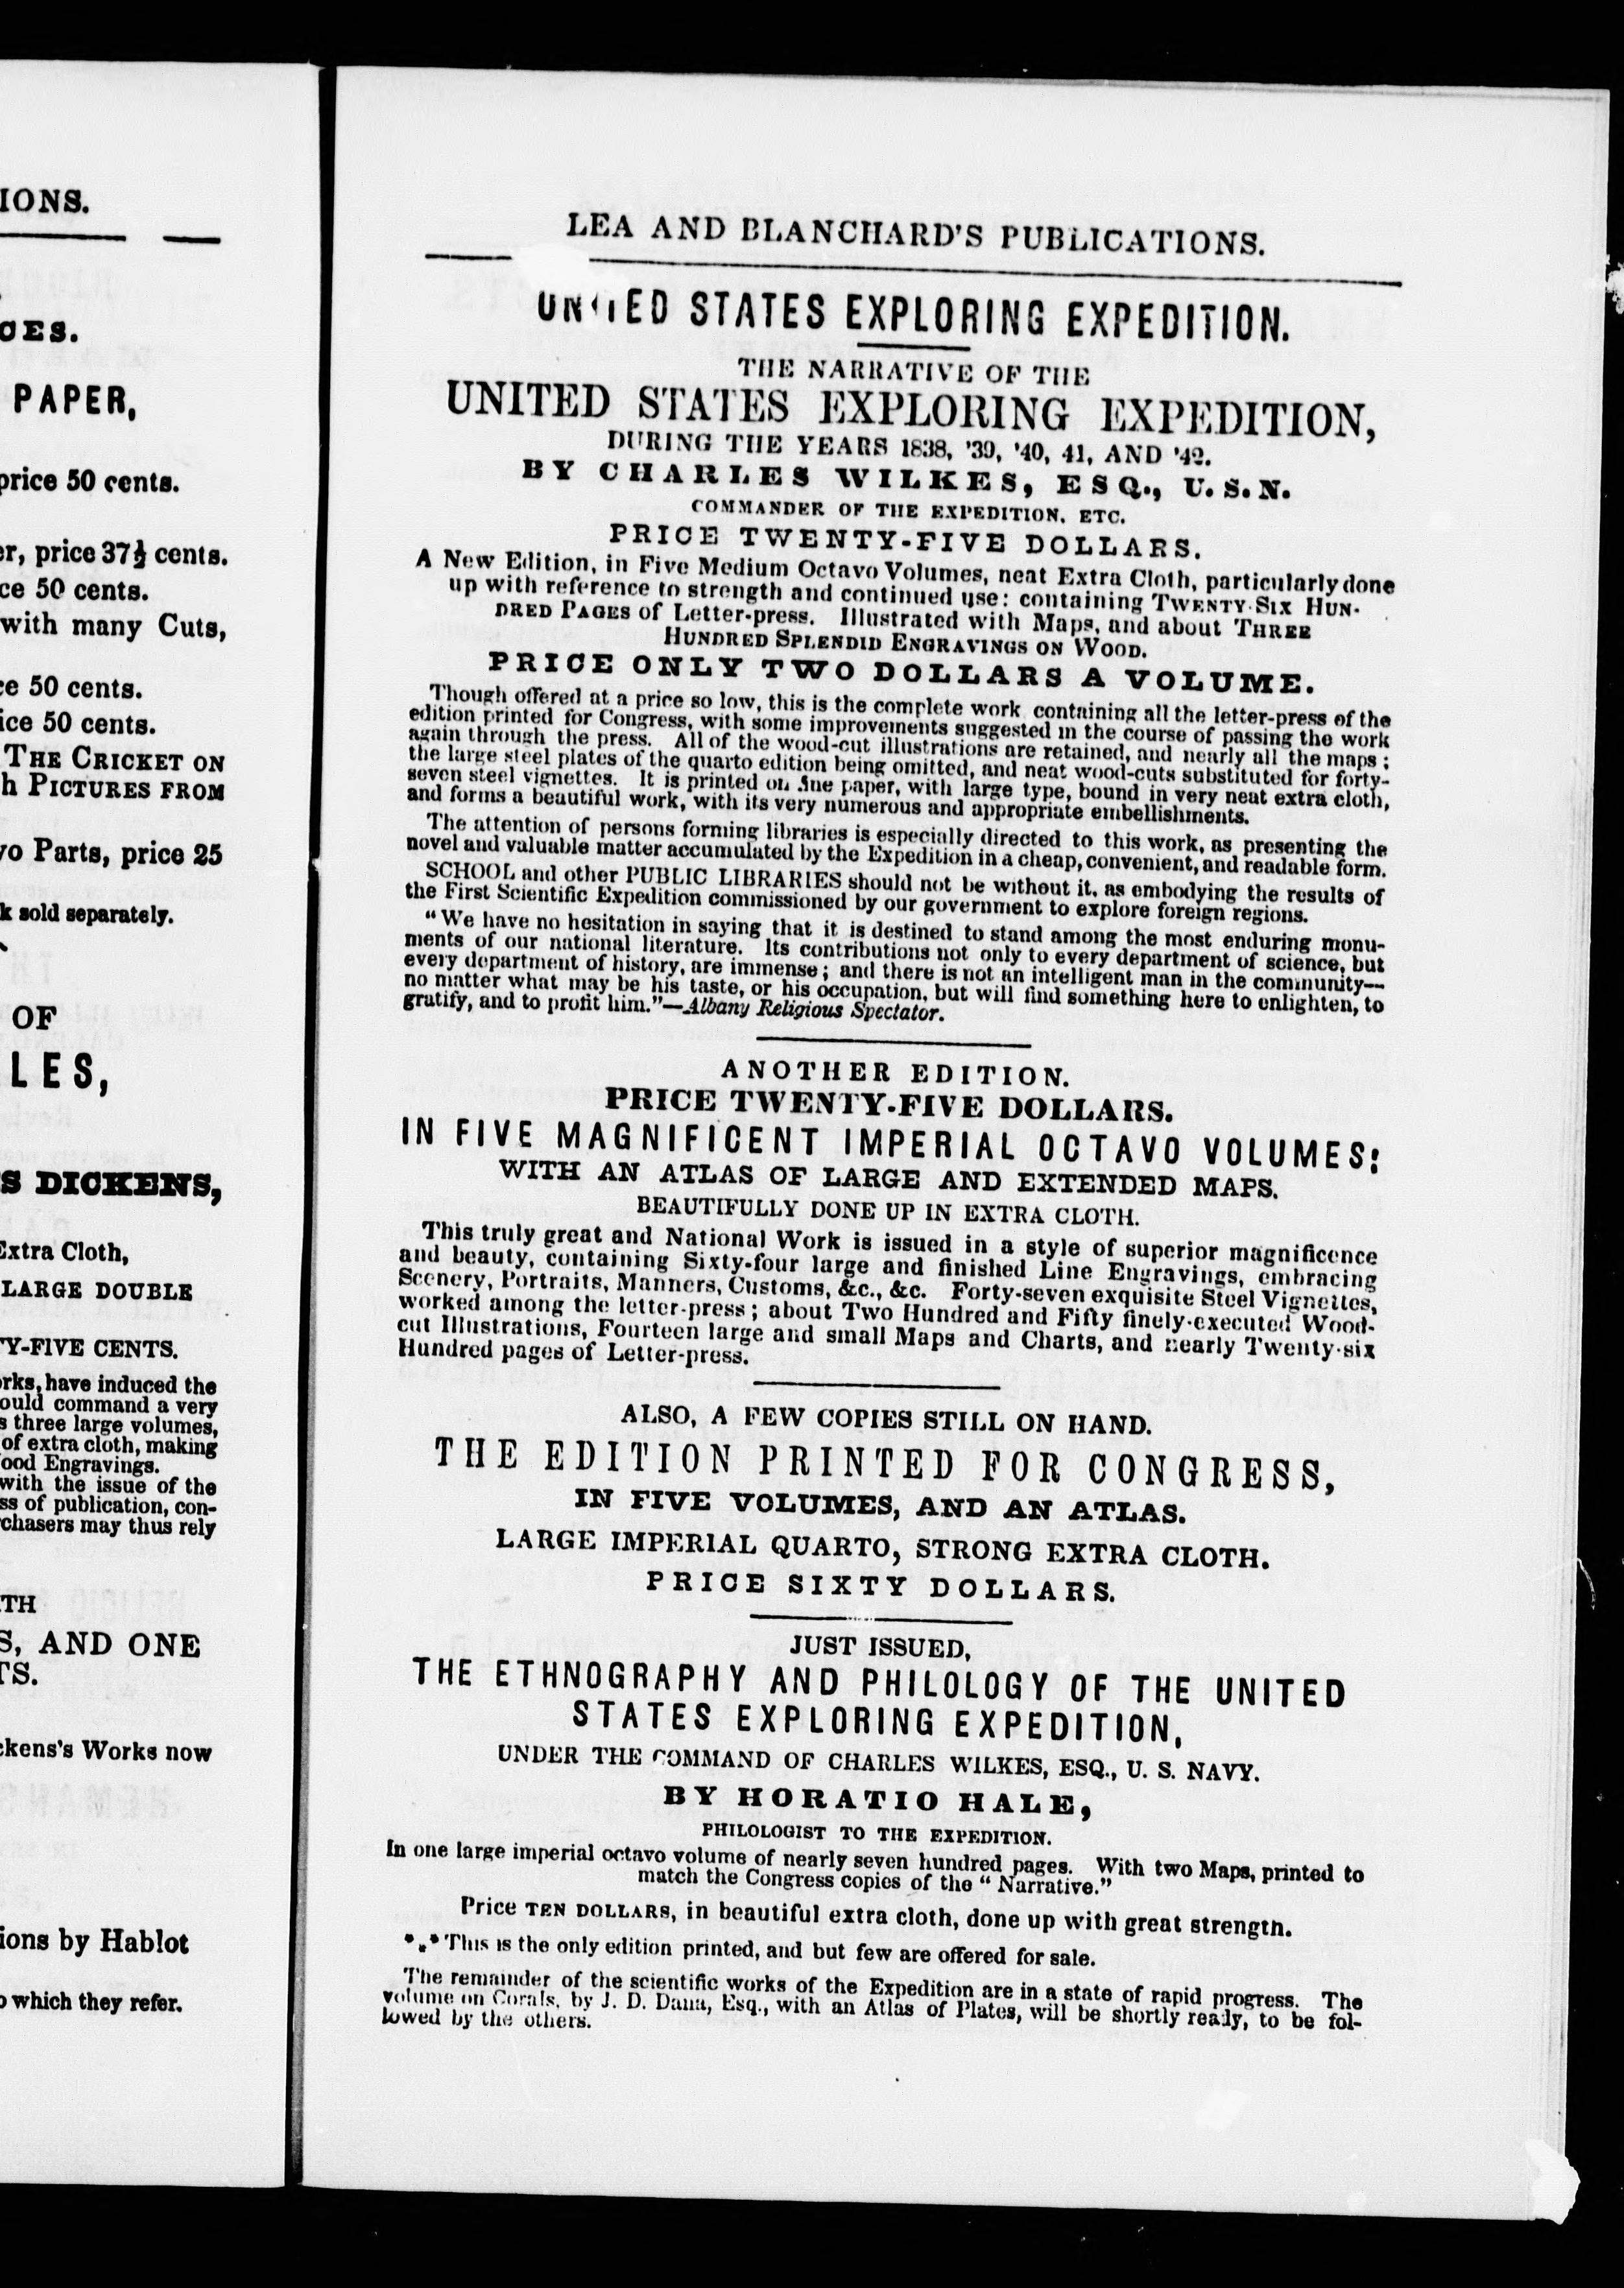 IONS.
CES.
PAPER,
price 50 cents.
er, price 37½ cents.
ce 50 cents.
with many Cuts,
ce 50 cents.
ice 50 cents.
THE CRICKET ON
h PICTURES FROM
vo Parts, price 25
k sold separately.
OF
LES,
S DICKENS,
Extra Cloth,
LARGE DOUBLE
TY-FIVE CENTS.
orks, have induced the
ould command a very
s three large volumes,
of extra cloth, making
ood Engravings.
with the issue of the
ss of publication, con-
chasers may thus rely
TH
S, AND ONE
TS.
ckens's Works now
ions by Hablot
o which they refer.
LEA AND BLANCHARD'S PUBLICATIONS.
UNITED STATES EXPLORING EXPEDITION.
THE NARRATIVE OF THE
UNITED STATES EXPLORING EXPEDITION,
DURING THE YEARS 1838, '39, '40, 41, AND '42.
BY CHARLES WILKES, ESQ., U. S. N.
COMMANDER OF THE EXPEDITION, ETC.
PRICE TWENTY-FIVE DOLLARS.
A New Edition, in Five Medium Octavo Volumes, neat Extra Cloth, particularly done
up with reference to strength and continued use: containing TWENTY-SIX HUN-
DRED PAGES of Letter-press. Illustrated with Maps, and about THREE
HUNDRED SPLENDID ENGRAVINGS ON WOOD.
PRICE ONLY TWO DOLLARS A VOLUME.
Though offered at a price so low, this is the complete work containing all the letter-press of the
edition printed for Congress, with some improvements suggested in the course of passing the work
again through the press. All of the wood-cut illustrations are retained, and nearly all the maps;
the large steel plates of the quarto edition being omitted, and neat wood-cuts substituted for forty-
seven steel vignettes. It is printed on fine paper, with large type, bound in very neat extra cloth,
and forms a beautiful work, with its very numerous and appropriate embellishments.
The attention of persons forming libraries is especially directed to this work, as presenting the
novel and valuable matter accumulated by the Expedition in a cheap, convenient, and readable form.
SCHOOL and other PUBLIC LIBRARIES should not be without it, as embodying the results of
the First Scientific Expedition commissioned by our government to explore foreign regions.
"We have no hesitation in saying that it is destined to stand among the most enduring monu-
ments of our national literature. Its contributions not only to every department of science, but
every department of history, are immense; and there is not an intelligent man in the community—
no matter what may be his taste, or his occupation, but will find something here to enlighten, to
gratify, and to profit him."—Albany Religious Spectator.
ANOTHER EDITION.
PRICE TWENTY-FIVE DOLLARS.
IN FIVE MAGNIFICENT IMPERIAL OCTAVO VOLUMES:
WITH AN ATLAS OF LARGE AND EXTENDED MAPS.
BEAUTIFULLY DONE UP IN EXTRA CLOTH.
This truly great and National Work is issued in a style of superior magnificence
and beauty, containing Sixty-four large and finished Line Engravings, embracing
Scenery, Portraits, Manners, Customs, &c., &c. Forty-seven exquisite Steel Vignettes,
worked among the letter-press; about Two Hundred and Fifty finely-executed Wood-
cut Illustrations, Fourteen large and small Maps and Charts, and nearly Twenty-six
Hundred pages of Letter-press.
ALSO, A FEW COPIES STILL ON HAND.
THE EDITION PRINTED FOR CONGRESS,
IN FIVE VOLUMES, AND AN ATLAS.
LARGE IMPERIAL QUARTO, STRONG EXTRA CLOTH.
PRICE SIXTY DOLLARS.
JUST ISSUED,
THE ETHNOGRAPHY AND PHILOLOGY OF THE UNITED
STATES EXPLORING EXPEDITION,
UNDER THE COMMAND OF CHARLES WILKES, ESQ., U. S. NAVY.
BY HORATIO HALE,
PHILOLOGIST TO THE EXPEDITION.
In one large imperial octavo volume of nearly seven hundred pages. With two Maps, printed to
match the Congress copies of the "Narrative."
Price TEN DOLLARS, in beautiful extra cloth, done up with great strength.
*.* This is the only edition printed, and but few are offered for sale.
The remainder of the scientific works of the Expedition are in a state of rapid progress. The
volume on Corals, by J. D. Dana, Esq., with an Atlas of Plates, will be shortly ready, to be fol-
lowed by the others.